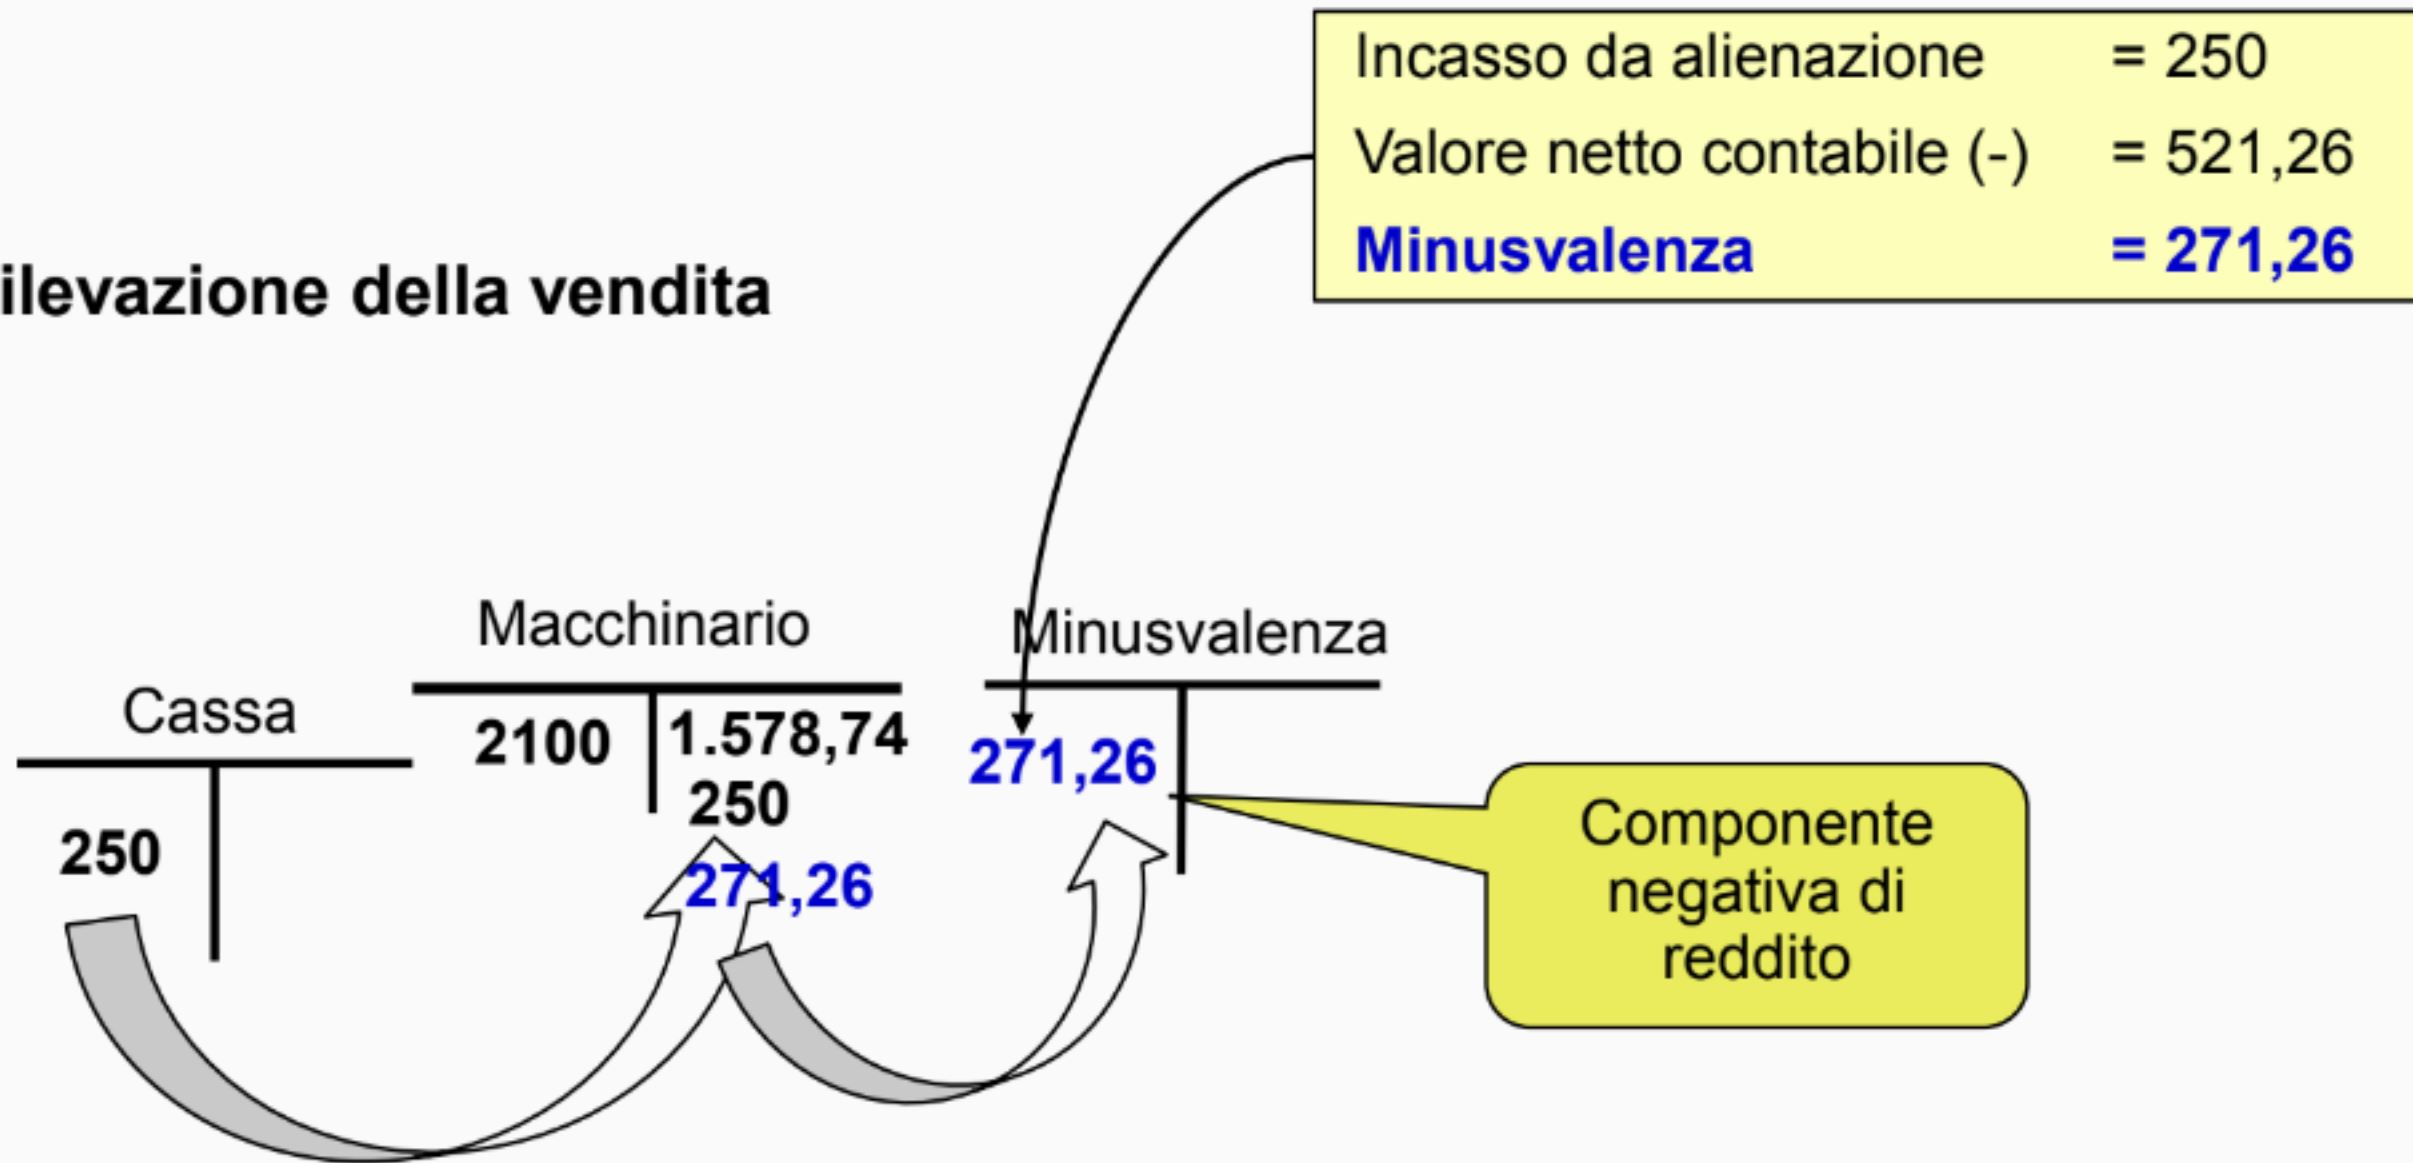 Incasso da alienazione = 250
Valore netto contabile (-) = 521,26
Minusvalenza = 271,26
ilevazione della vendita
Macchinario
Minusvalenza
Cassa
2100 1.578,74
250
271,26
271,26
250
Componente
negativa di
reddito